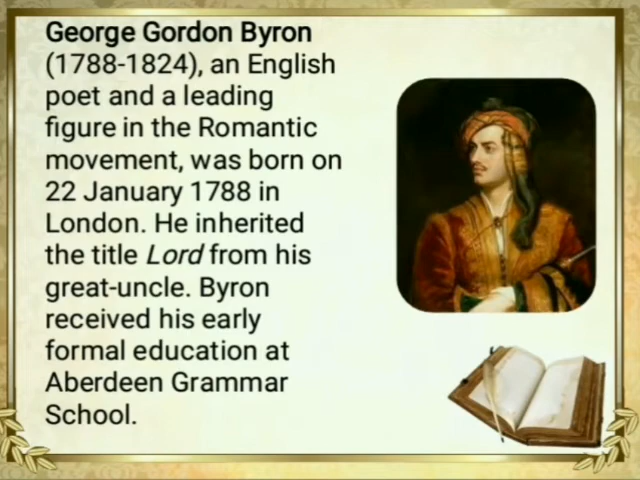 George Gordon Byron
(1788-1824), an English
poet and a leading
figure in the Romantic
movement, was born on
22 January 1788 in
London. He inherited
the title Lord from his
great-uncle. Byron
received his early
formal education at
Aberdeen Grammar
School.